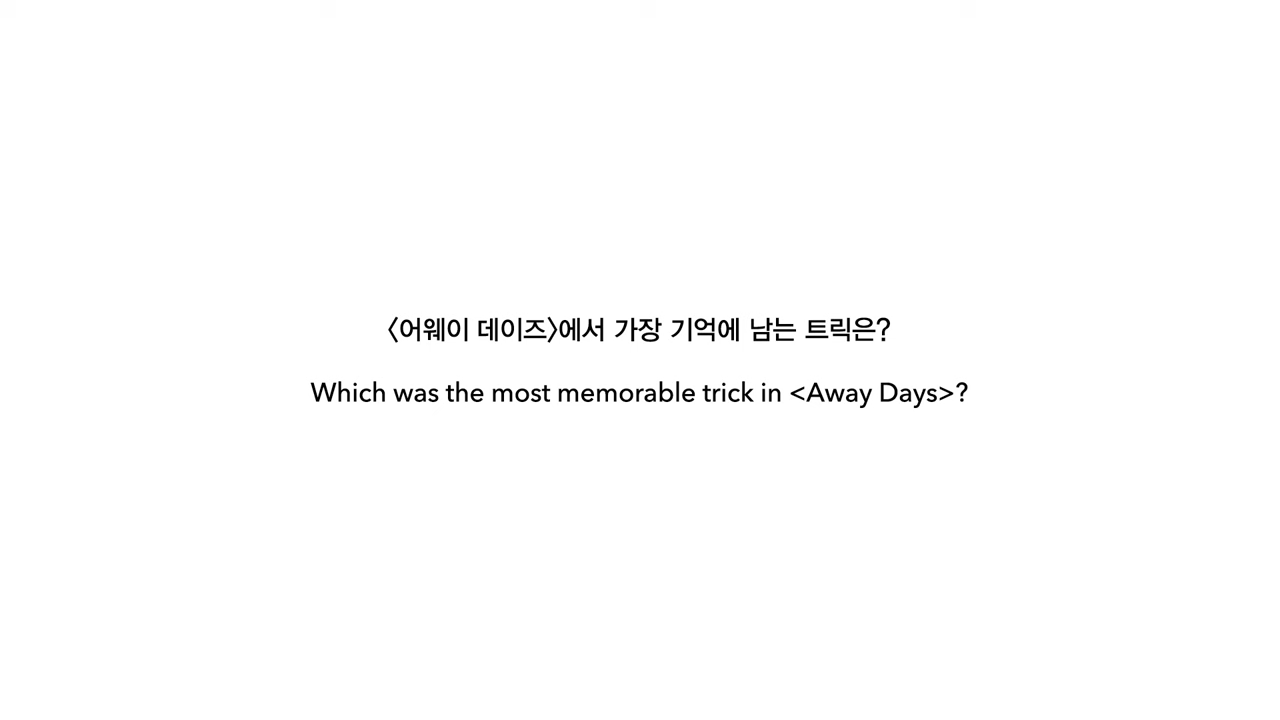 〈어웨이 데이즈〉에서 가장 기억에 남는 트릭은?
Which was the most memorable trick in <Away Days>?